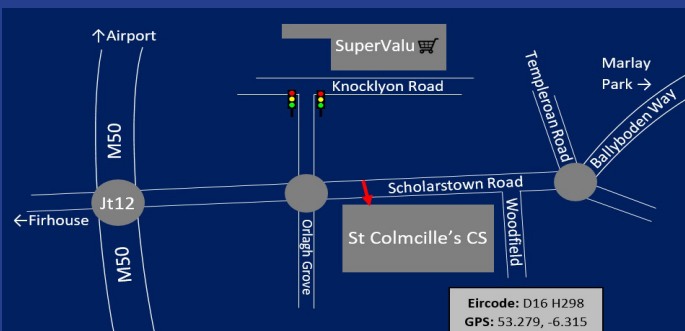 ↑Airport
SuperValu
Marlay
Park →
Knocklyon Road
Templeroan Road
Ballyboden Way
M50
Scholarstown Road
Jt12
←Firhouse
Orlagh Grove
St Colmcille's CS
Woodfield
M50
Eircode: D16 H298
GPS: 53.279, -6.315